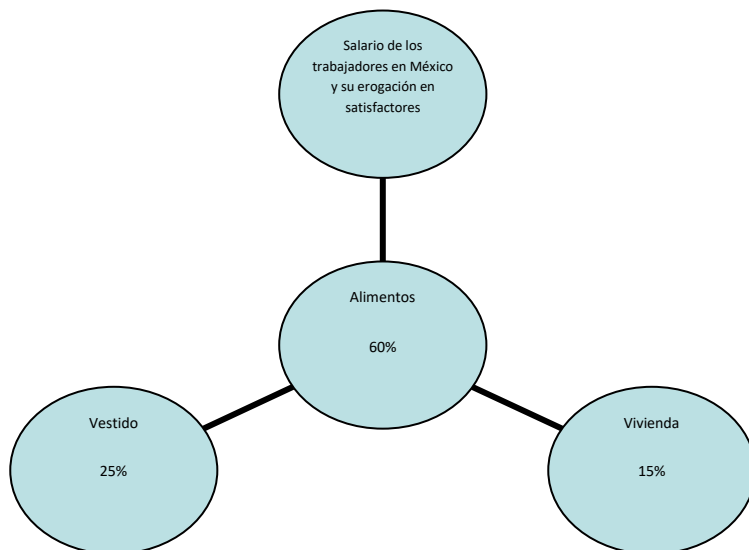 Salario de los
trabajadores en México
y su erogación en
satisfactores
Alimentos
60%
Vestido
25%
Vivienda
15%